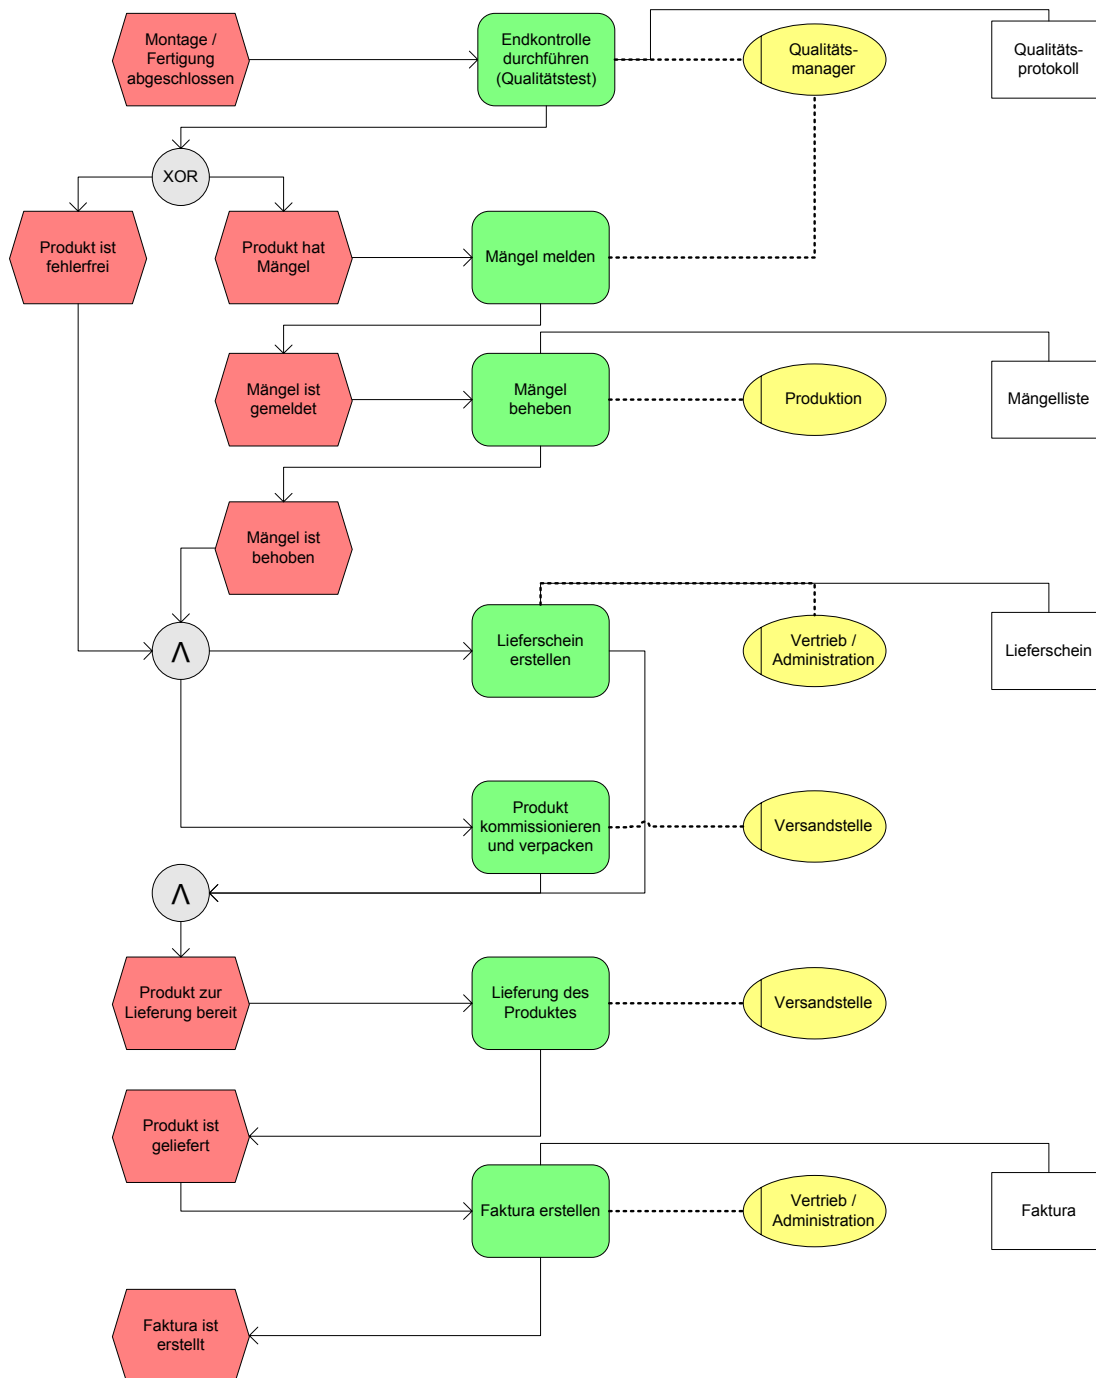 Montage /
Fertigung
abgeschlossen
Endkontrolle
durchführen
(Qualitätstest)
Qualitäts-
manager
Qualitäts-
protokoll
XOR
Produkt ist
fehlerfrei
Produkt hat
Mängel
Mängel melden
Mängel ist
gemeldet
Mängel
beheben
Produktion
Mängelliste
Mängel ist
behoben
Λ
Lieferschein
erstellen
Vertrieb /
Administration
Lieferschein
Produkt
kommissionieren
und verpacken
Versandstelle
Λ
Produkt zur
Lieferung bereit
Lieferung des
Produktes
Versandstelle
Produkt ist
geliefert
Faktura erstellen
Vertrieb /
Administration
Faktura
Faktura ist
erstellt